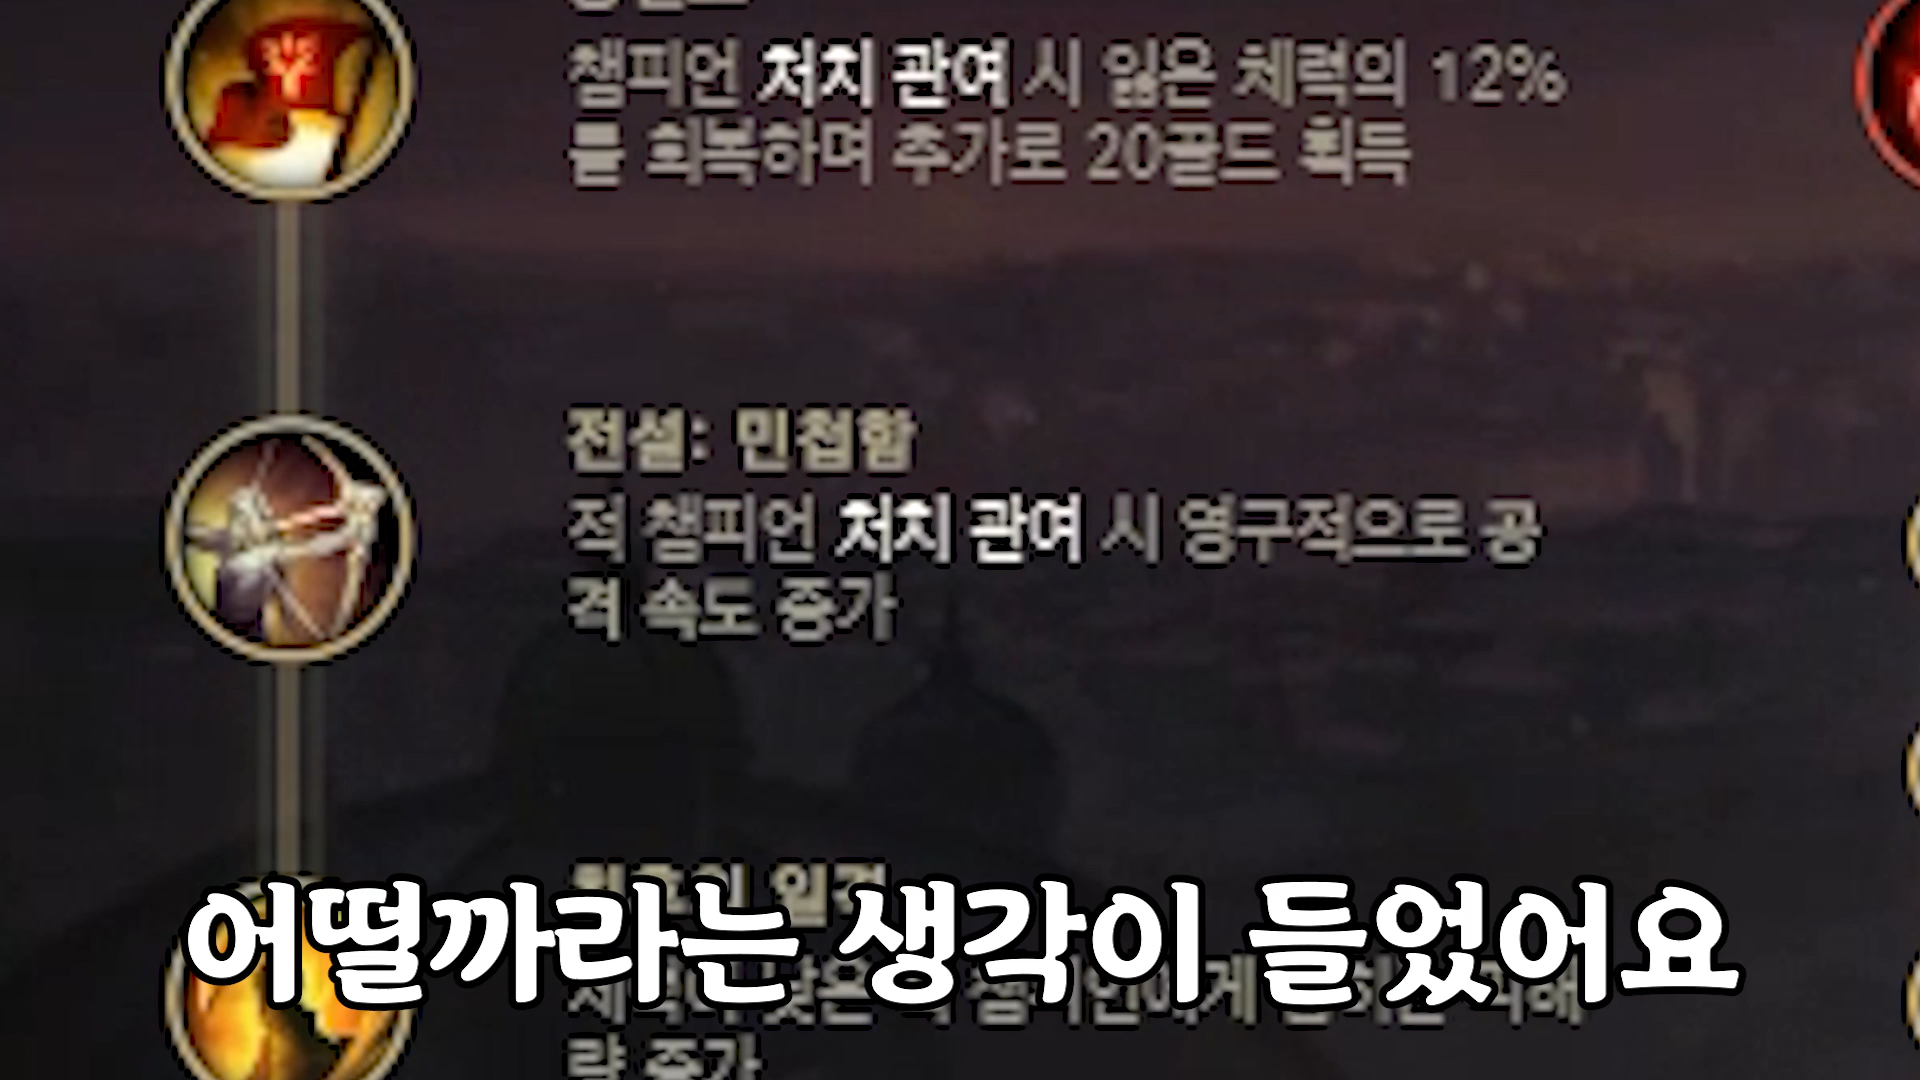 챔피언 처치 관여 시 잃은 체력의 12%
를 회복하며 추가로 20골드 획득
전설: 민첩함
적 챔피언 처치 관여 시 영구적으로 공
격 속도 증가
어떨까라는 생각이 들었어요
량 증가